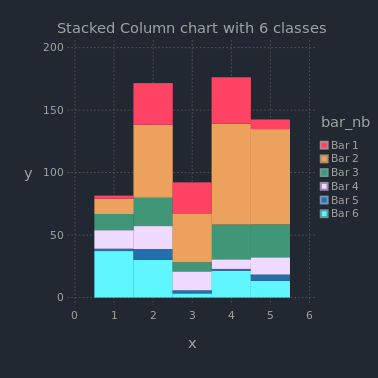 Stacked Column chart with 6 classes
200
150
100
50
0
y
0 1 2 3 4 5 6
x
bar_nb
Bar 1
Bar 2
Bar 3
Bar 4
Bar 5
Bar 6